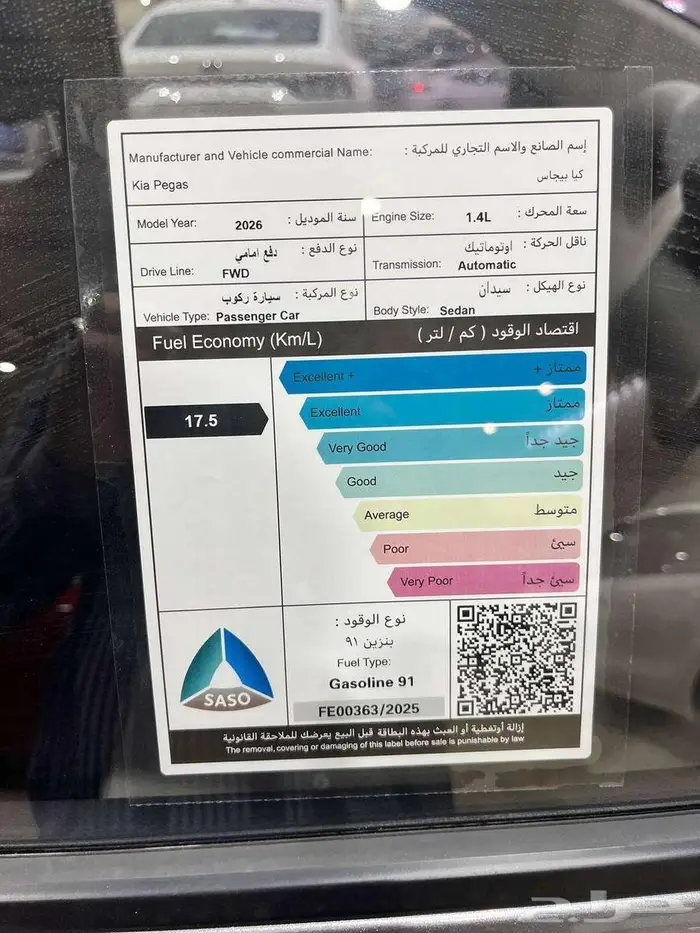 Manufacturer and Vehicle commercial Name: إسم الصانع والاسم التجاري للمركبة :
Kia Pegas كيا بيجاس
Model Year: 2026 سنة الموديل : Engine Size: 1.4L سعة المحرك :
نوع الدفع : دفع امامي
Drive Line: FWD
ناقل الحركة : اوتوماتيك
Transmission: Automatic
نوع المركبة : سيارة ركوب
Vehicle Type: Passenger Car
نوع الهيكل : سيدان
Body Style: Sedan
Fuel Economy (Km/L) اقتصاد الوقود ( كم / لتر )
Excellent + ممتاز +
17.5
Excellent ممتاز
Very Good جيد جداً
Good جيد
Average متوسط
Poor سيئ
Very Poor سيئ جداً
SASO
نوع الوقود :
بنزين ٩١
Fuel Type:
Gasoline 91
FE00363/2025
إزالة أوتغطية أو العبث بهذه البطاقة قبل البيع يعرضك للملاحقة القانونية
The removal, covering or damaging of this label before sale is punishable by law
حراج